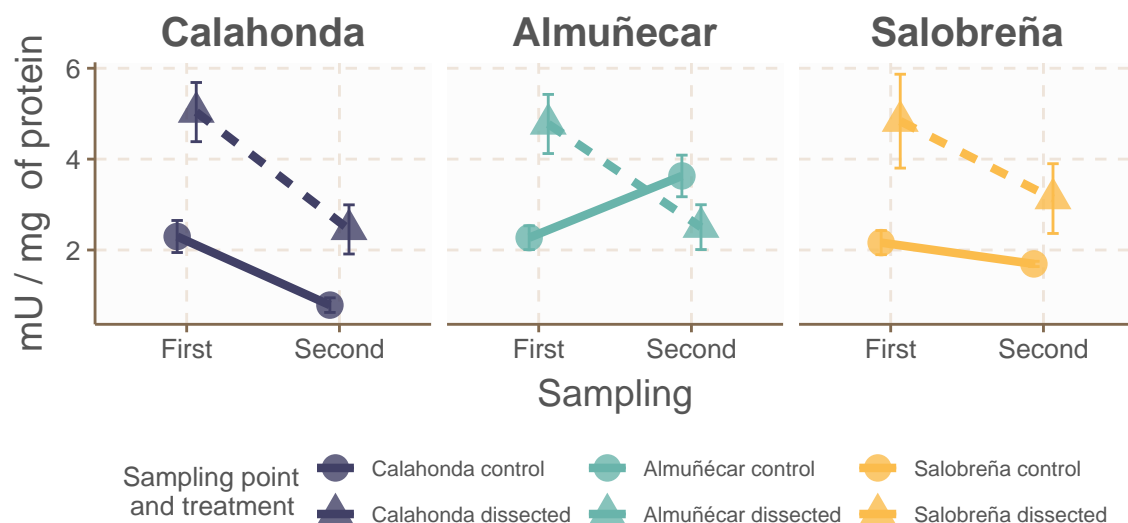 Calahonda
Almuñecar
Salobreña
mU / mg of protein
6
4
2
First
Second
First
Second
First
Second
Sampling
Sampling point
and treatment
Calahonda control
Almuñécar control
Salobreña control
Calahonda dissected
Almuñécar dissected
Salobreña dissected